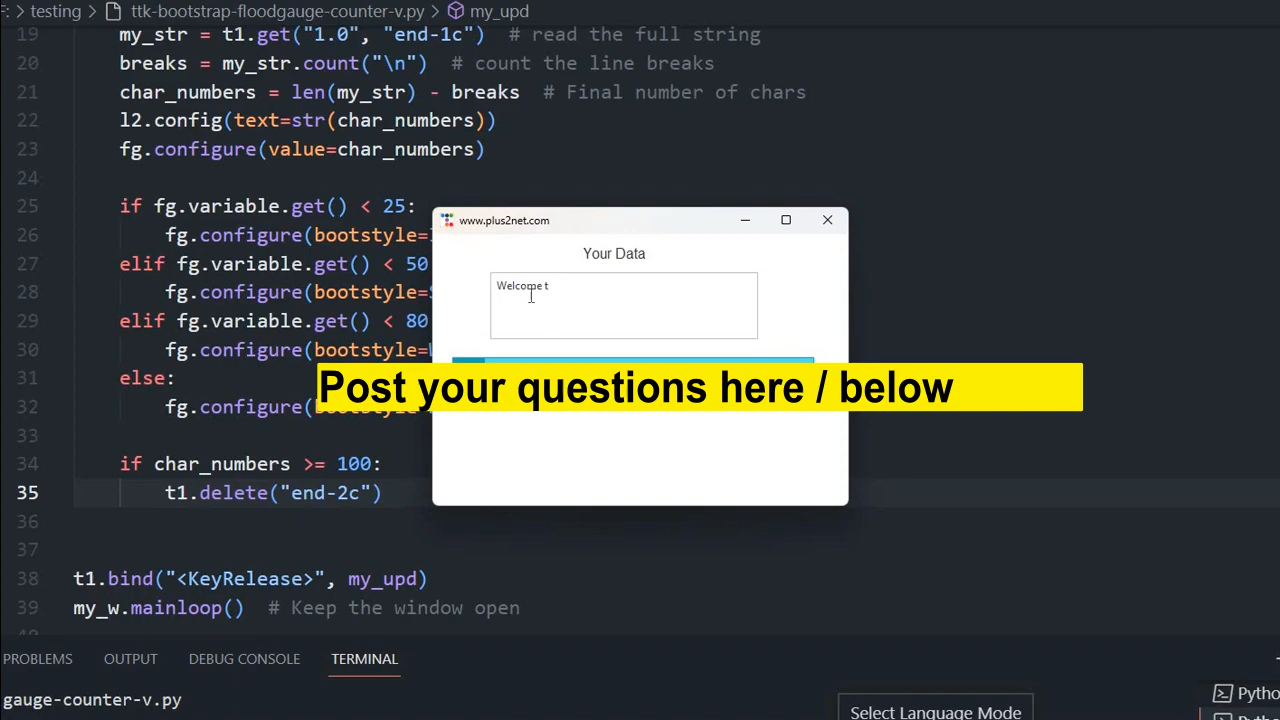 F: > testing > ttk-bootstrap-floodgauge-counter-v.py > my_upd
19 my_str = t1.get("1.0", "end-1c") # read the full string
20 breaks = my_str.count("\n") # count the line breaks
21 char_numbers = len(my_str) - breaks # Final number of chars
22 l2.config(text=str(char_numbers))
23 fg.configure(value=char_numbers)
24
25 if fg.variable.get() < 25:
26 fg.configure(bootstyle=
27 elif fg.variable.get() < 50
28 fg.configure(bootstyle=
29 elif fg.variable.get() < 80
30 fg.configure(bootstyle=
31 else:
32 fg.configure(
33
34 if char_numbers >= 100:
35 t1.delete("end-2c")
36
37
38 t1.bind("<KeyRelease>", my_upd)
39 my_w.mainloop() # Keep the window open
www.plus2net.com
Your Data
Welcome t
Post your questions here / below
PROBLEMS OUTPUT DEBUG CONSOLE TERMINAL
gauge-counter-v.py
Select Language Mode
Pytho